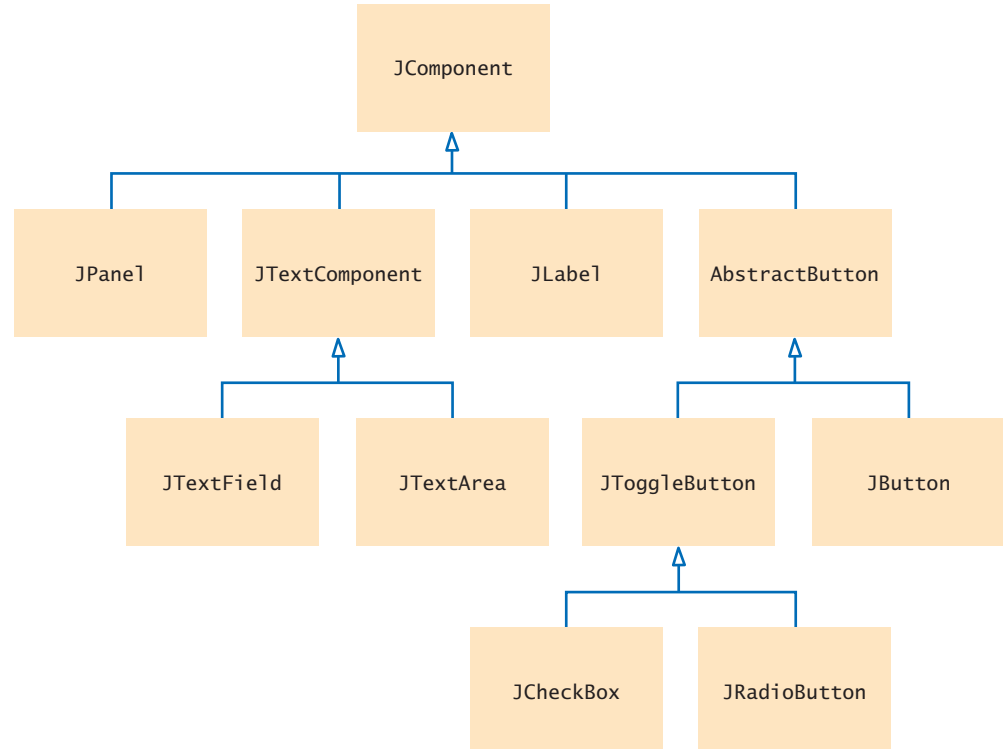 JComponent
JPanel
JTextComponent
JLabel
AbstractButton
JTextField
JTextArea
JToggleButton
JButton
JCheckBox
JRadioButton